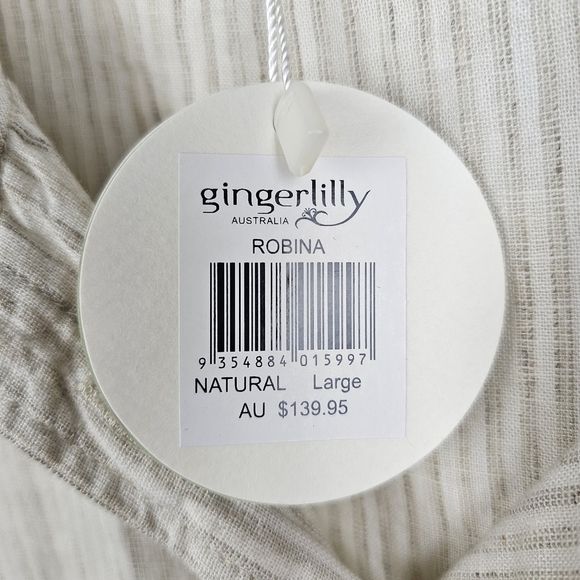 gingerlilly
AUSTRALIA
ROBINA
9 354884 015997
NATURAL Large
AU $139.95